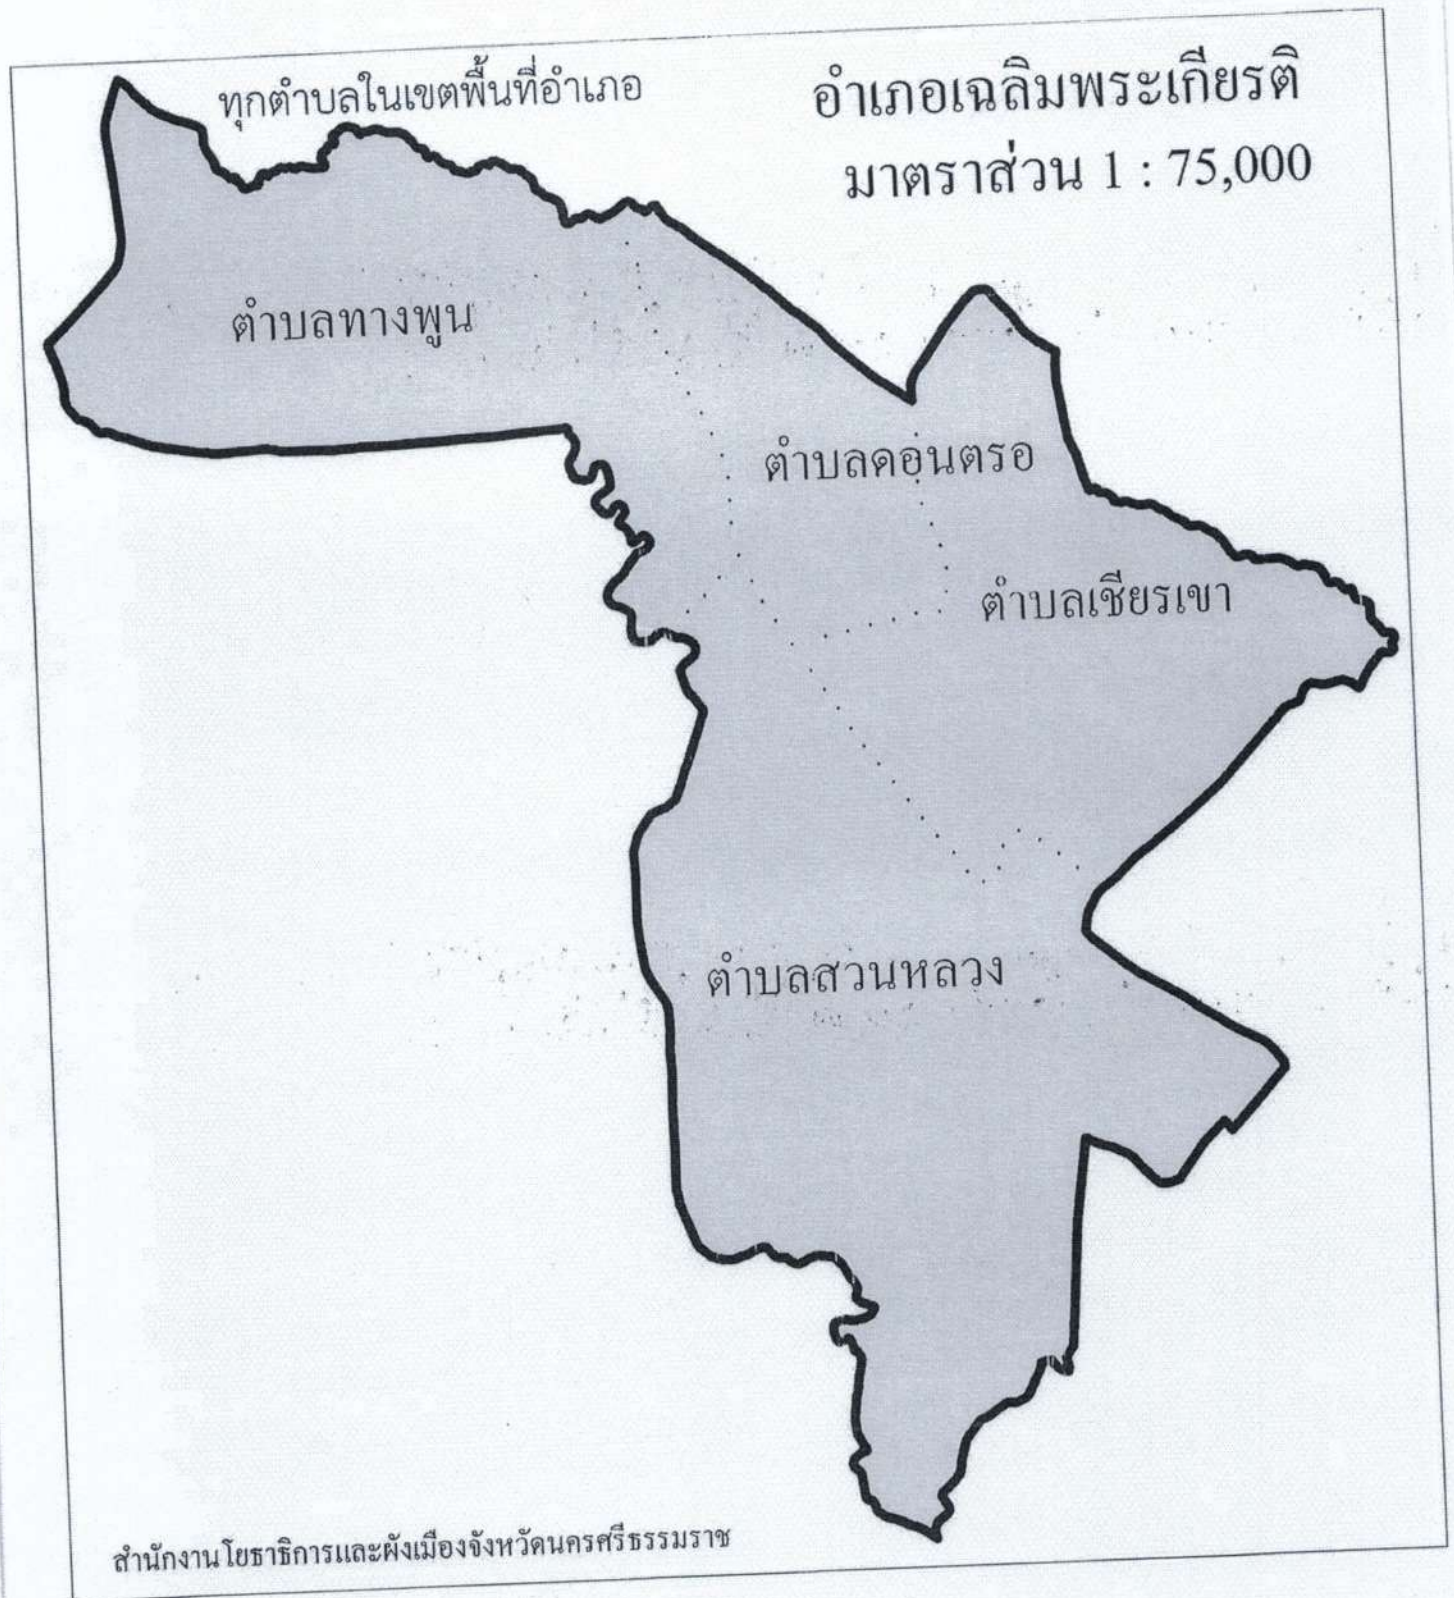 ทุกตำบลในเขตพื้นที่อำเภอ
อำเภอเฉลิมพระเกียรติ
มาตราส่วน 1 : 75,000
ตำบลทางพูน
ตำบลดอนตรอ
ตำบลเชียรเขา
ตำบลสวนหลวง
สำนักงานโยธาธิการและผังเมืองจังหวัดนครศรีธรรมราช